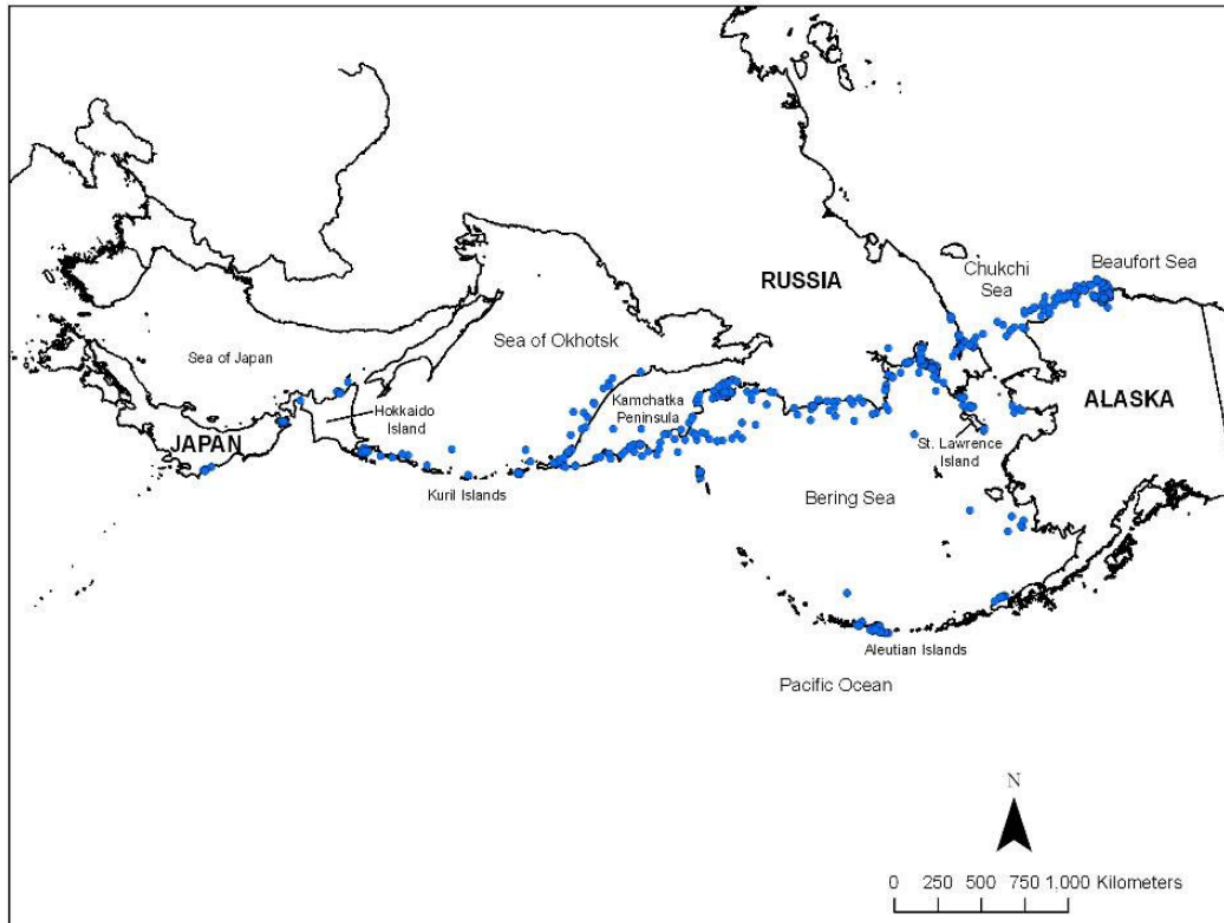 Beaufort Sea
Chukchi
Sea
RUSSIA
Sea of Okhotsk
Sea of Japan
Kamchatka
Peninsula
ALASKA
Hokkaido
Island
JAPAN
St. Lawrence
Island
Kuril Islands
Bering Sea
Aleutian Islands
Pacific Ocean
N
0 250 500 750 1,000 Kilometers